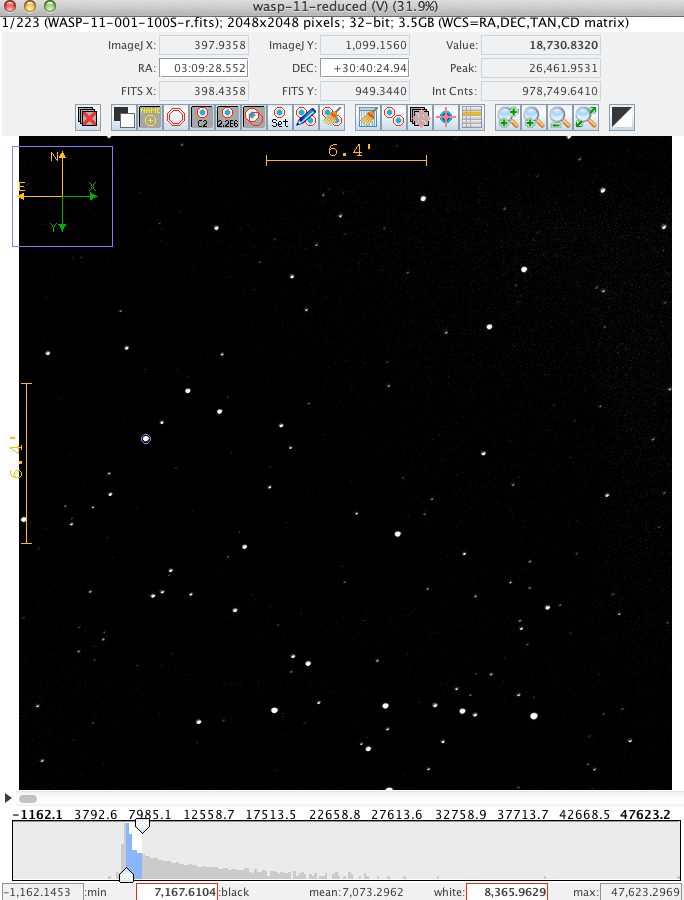 wasp-11-reduced (V) (31.9%)
1/223 (WASP-11-001-100S-r.fits); 2048x2048 pixels; 32-bit; 3.5GB (WCS=RA,DEC,TAN,CD matrix)
ImageJ X: 397.9358 ImageJ Y: 1,099.1560 Value: 18,730.8320
RA: 03:09:28.552 DEC: +30:40:24.94 Peak: 26,461.9531
FITS X: 398.4358 FITS Y: 949.3440 Int Cnts: 978,749.6410
C2 2.2E6 Set
6.4'
N
E X
Y
6.4'
-1162.1 3792.6 7985.1 12558.7 17513.5 22658.8 27613.6 32758.9 37713.7 42668.5 47623.2
-1,162.1453 :min 7,167.6104 :black mean:7,073.2962 white: 8,365.9629 max: 47,623.2969